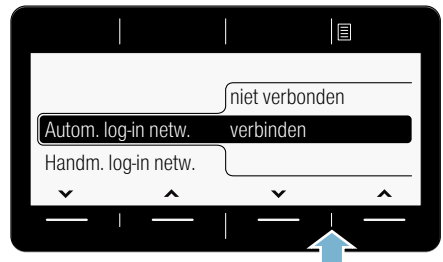 niet verbonden
Autom. log-in netw. verbinden
Handm. log-in netw.